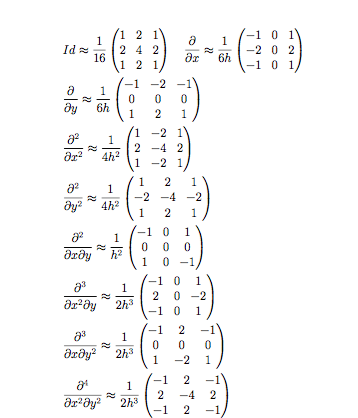 Id ≈ 1/16 (1 2 1; 2 4 2; 1 2 1) ∂/∂x ≈ 1/6h (−1 0 1; −2 0 2; −1 0 1)
∂/∂y ≈ 1/6h (−1 −2 −1; 0 0 0; 1 2 1)
∂²/∂x² ≈ 1/4h² (1 −2 1; 2 −4 2; 1 −2 1)
∂²/∂y² ≈ 1/4h² (1 2 1; −2 −4 −2; 1 2 1)
∂²/∂x∂y ≈ 1/h² (−1 0 1; 0 0 0; 1 0 −1)
∂³/∂x²∂y ≈ 1/2h³ (−1 0 1; 2 0 −2; −1 0 1)
∂³/∂x∂y² ≈ 1/2h³ (−1 2 −1; 0 0 0; 1 −2 1)
∂⁴/∂x²∂y² ≈ 1/2h³ (−1 2 −1; 2 −4 2; −1 2 −1)